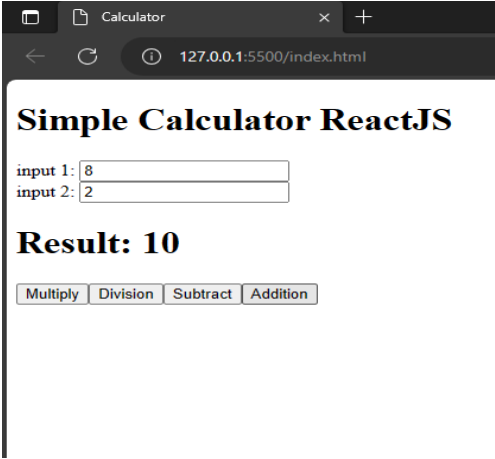 Calculator
127.0.0.1:5500/index.html
Simple Calculator ReactJS
input 1: 8
input 2: 2
Result: 10
Multiply Division Subtract Addition